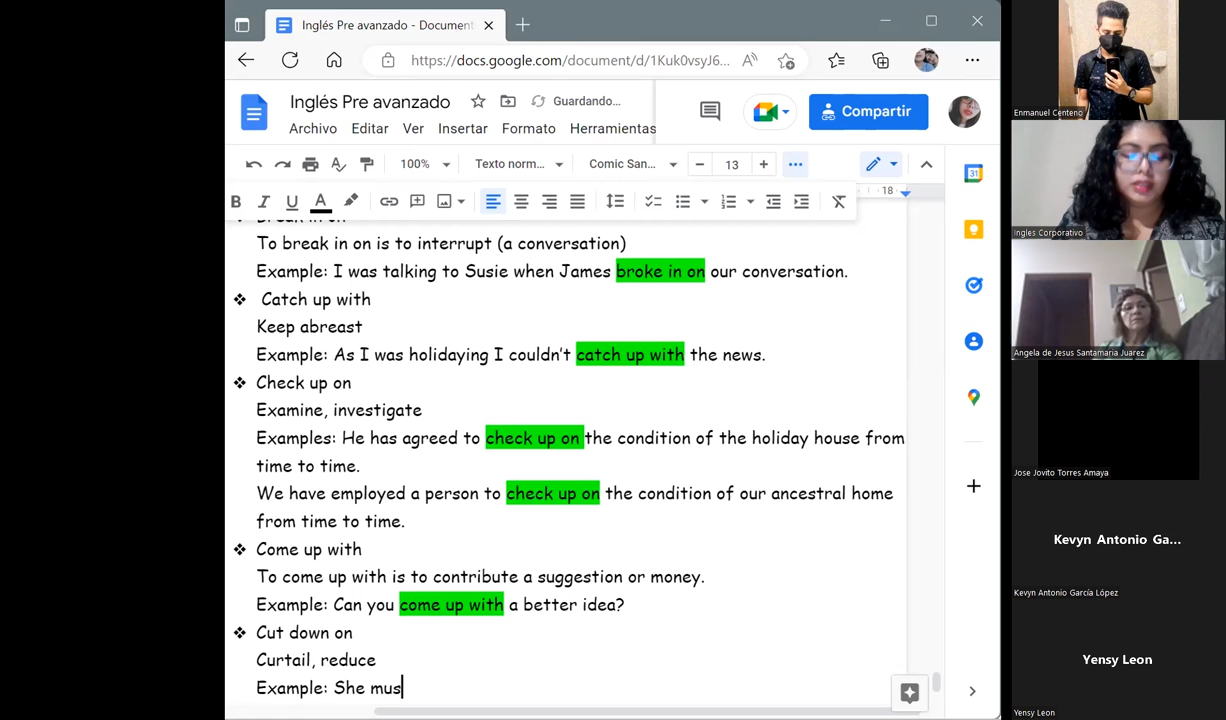 Inglés Pre avanzado - Document
https://docs.google.com/document/d/1Kuk0vsyJ6...
Inglés Pre avanzado
Guardando...
Compartir
Archivo Editar Ver Insertar Formato Herramientas
100% Texto norm... Comic San... 13
18
Break in on
To break in on is to interrupt (a conversation)
Example: I was talking to Susie when James broke in on our conversation.
❖ Catch up with
Keep abreast
Example: As I was holidaying I couldn't catch up with the news.
❖ Check up on
Examine, investigate
Examples: He has agreed to check up on the condition of the holiday house from
time to time.
We have employed a person to check up on the condition of our ancestral home
from time to time.
❖ Come up with
To come up with is to contribute a suggestion or money.
Example: Can you come up with a better idea?
❖ Cut down on
Curtail, reduce
Example: She mus
31
Enmanuel Centeno
Ingles Corporativo
Angela de Jesus Santamaria Juarez
Jose Jovito Torres Amaya
Kevyn Antonio Ga...
Kevyn Antonio García López
Yensy Leon
Yensy Leon